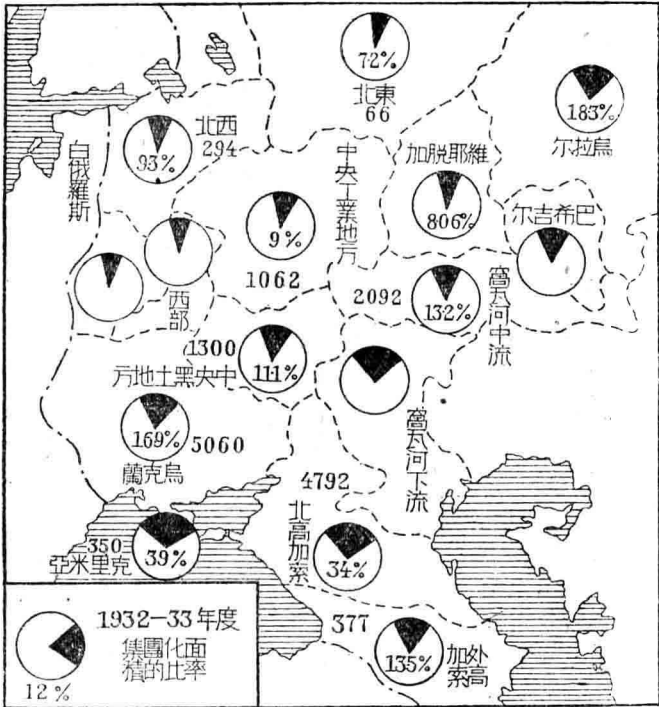 72%
東北
66
183%
烏拉尔
西北
294
93%
白俄羅斯
中央工業地方
維耶脱加
806%
巴希吉尔
9%
1062
西部
2092
132%
窩瓦河中流
1300
111%
中央黑土地方
窩瓦河下流
169%
5060
烏克蘭
4792
北高加索
34%
350
39%
克里米亞
377
135%
外高
加索
1932-33年度
集團化面
積的比率
12%